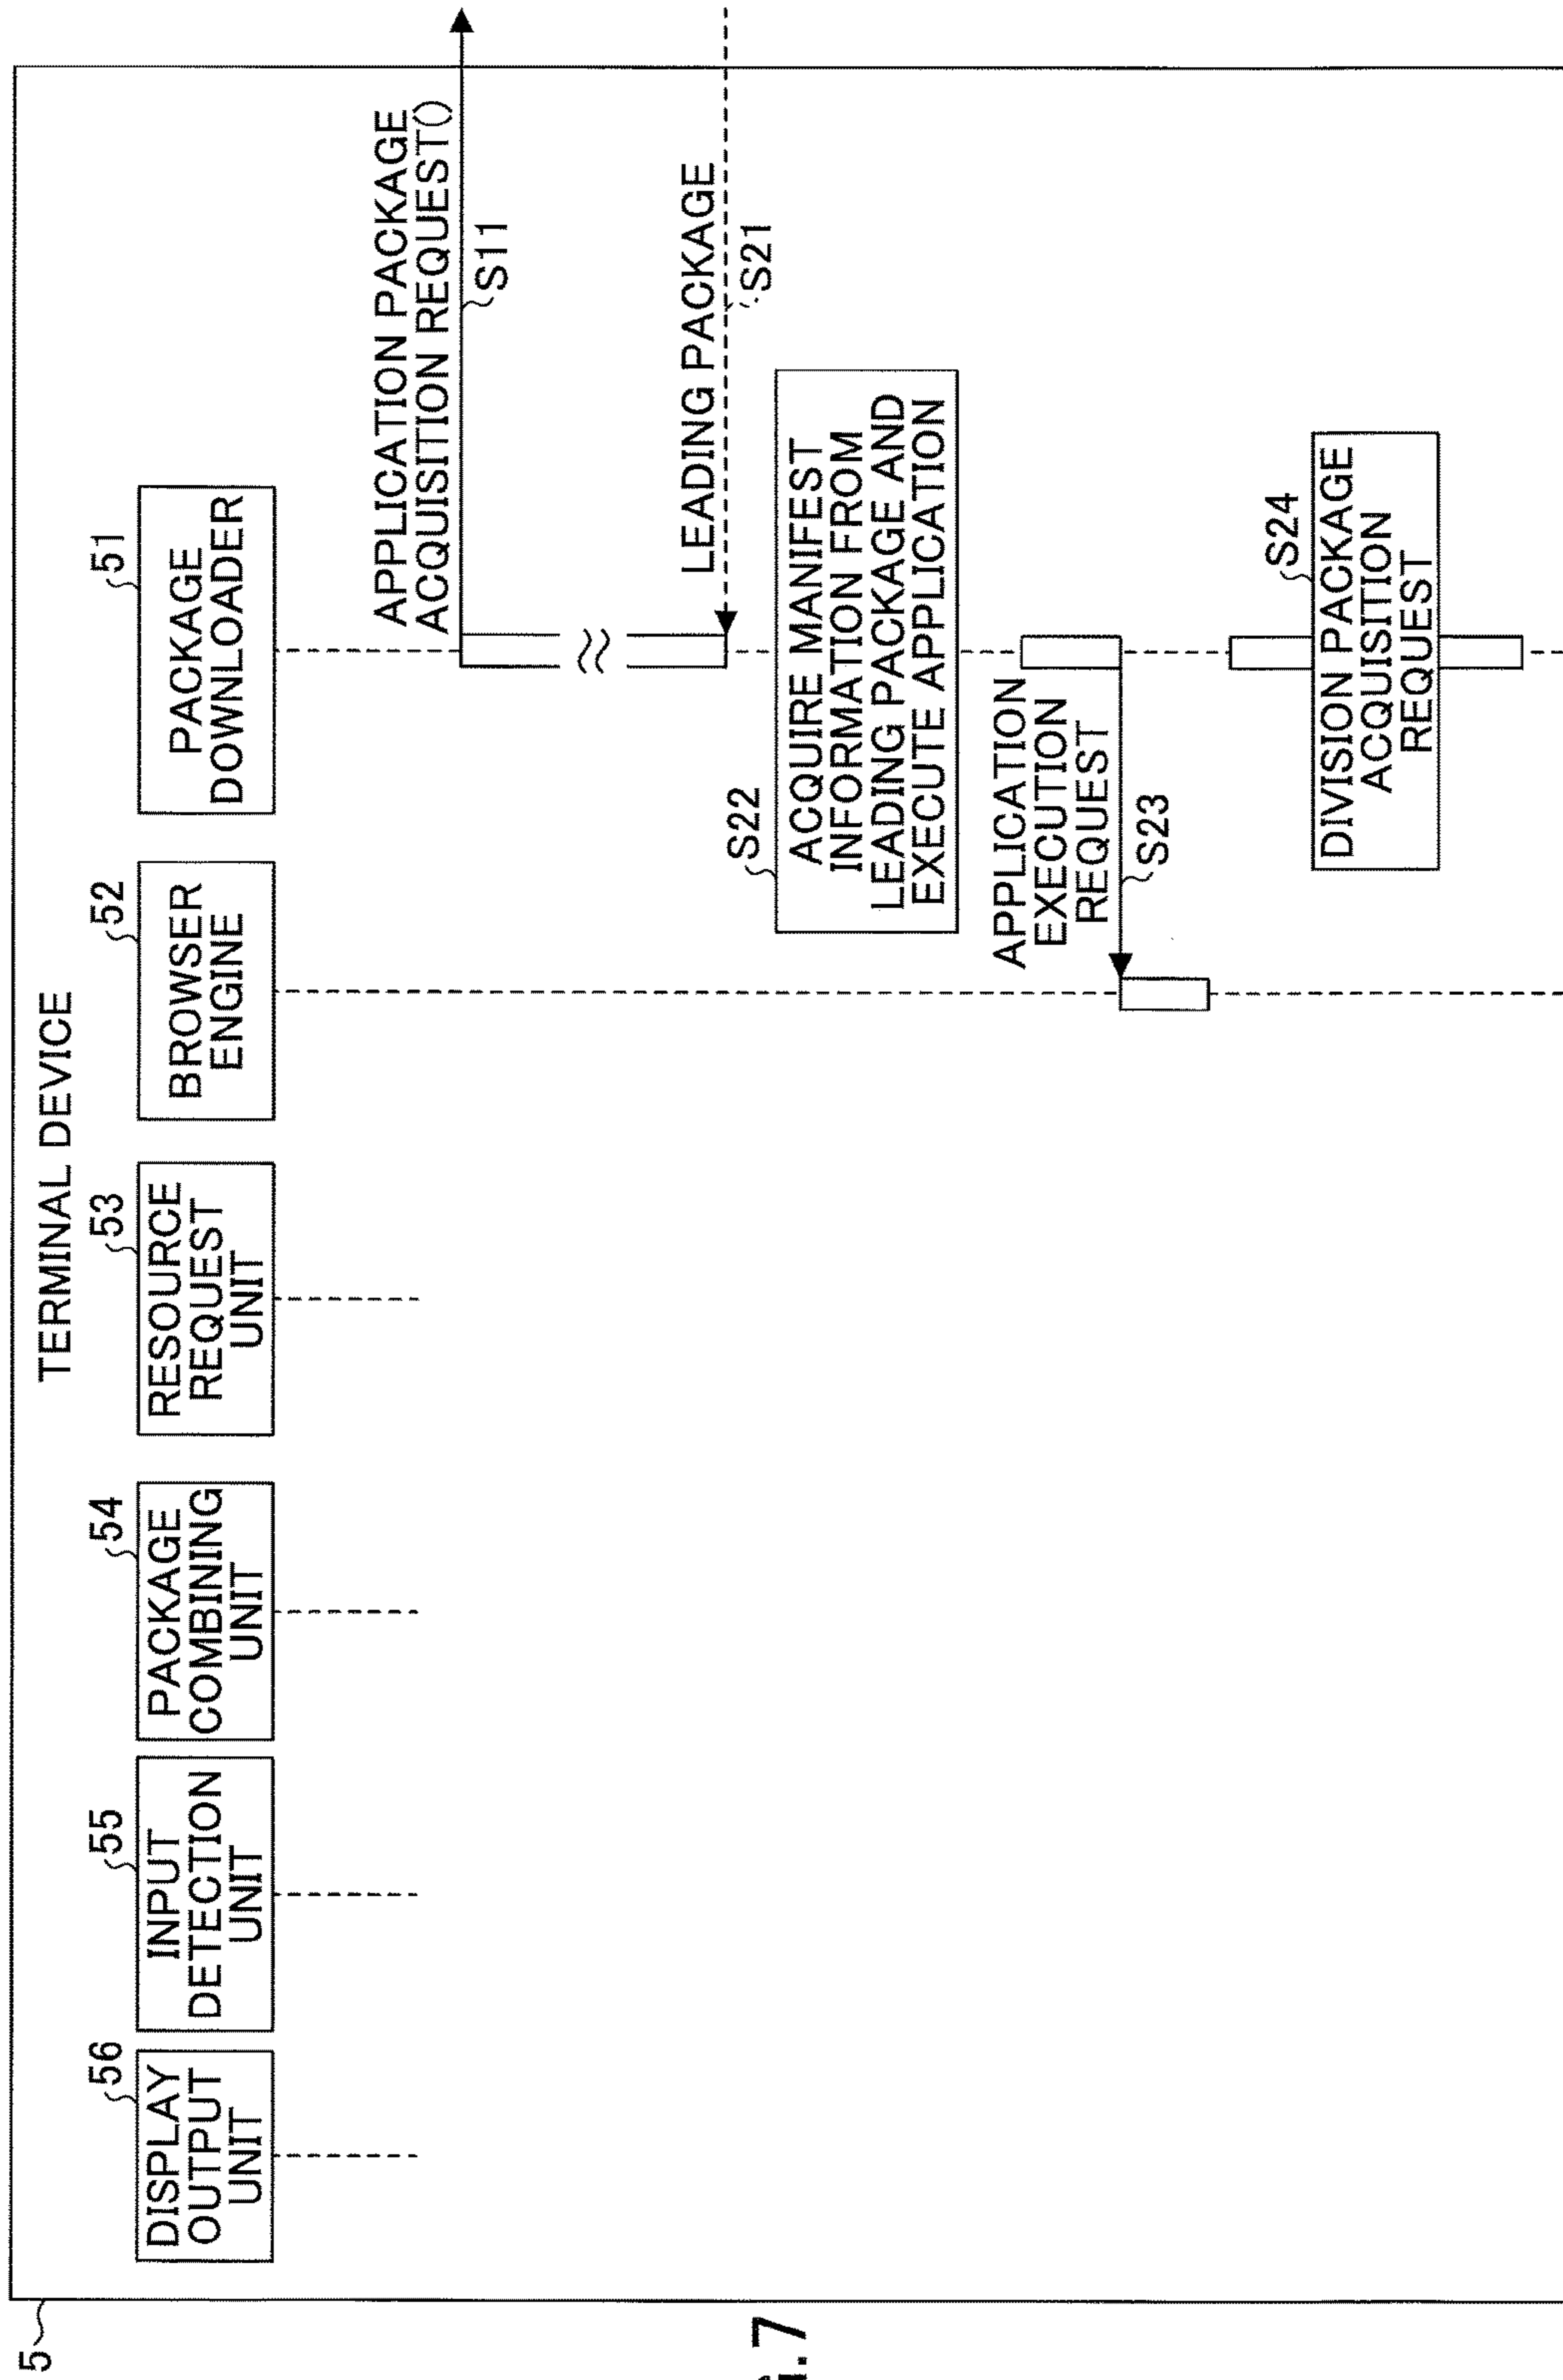 5
TERMINAL DEVICE
56
DISPLAY
OUTPUT
UNIT
55
INPUT
DETECTION
UNIT
54
PACKAGE
COMBINING
UNIT
53
RESOURCE
REQUEST
UNIT
52
BROWSER
ENGINE
51
PACKAGE
DOWNLOADER
APPLICATION PACKAGE
ACQUISITION REQUEST()
S11
LEADING PACKAGE
S21
S22
ACQUIRE MANIFEST
INFORMATION FROM
LEADING PACKAGE AND
EXECUTE APPLICATION
APPLICATION
EXECUTION
REQUEST
S23
S24
DIVISION PACKAGE
ACQUISITION
REQUEST
.7